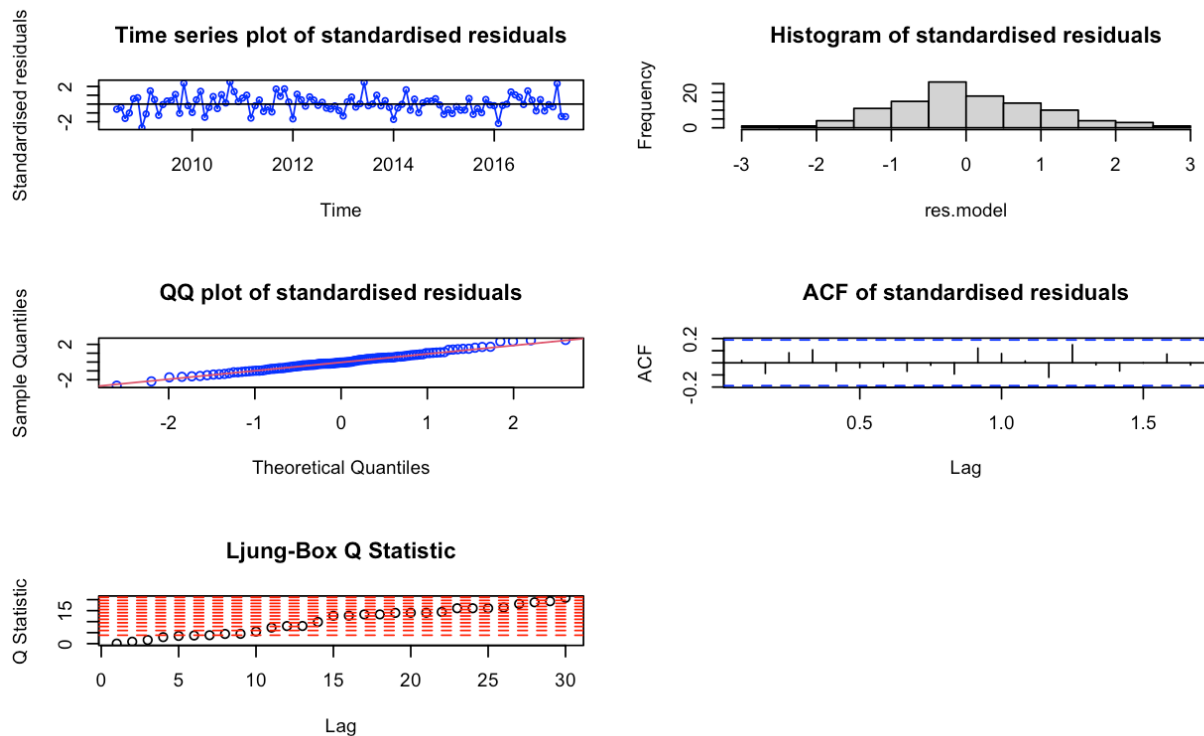 Time series plot of standardised residuals
Standardised residuals
2
-2
2010 2012 2014 2016
Time
Histogram of standardised residuals
Frequency
20
0
-3 -2 -1 0 1 2 3
res.model
QQ plot of standardised residuals
Sample Quantiles
2
-2
-2 -1 0 1 2
Theoretical Quantiles
ACF of standardised residuals
ACF
0.2
-0.2
0.5 1.0 1.5
Lag
Ljung-Box Q Statistic
Q Statistic
15
0
0 5 10 15 20 25 30
Lag